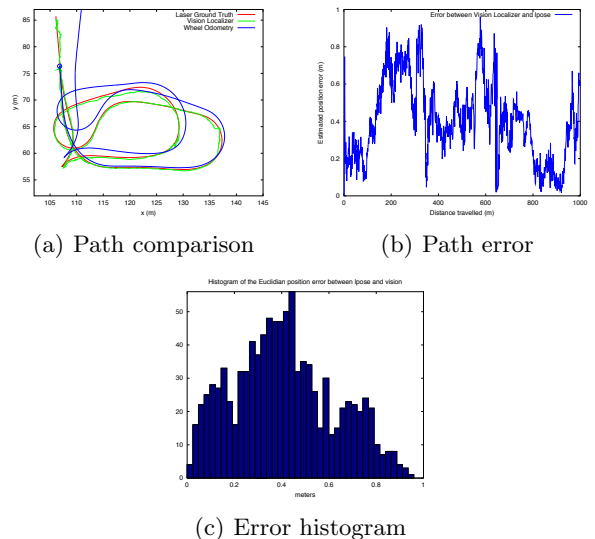 Laser Ground Truth
Vision Localizer
Wheel Odometry
y (m)
85
80
75
70
65
60
55
105 110 115 120 125 130 135 140 145
x (m)
(a) Path comparison
Error between Vision Localizer and lpose
Estimated position error (m)
1
0.8
0.6
0.4
0.2
0
0 200 400 600 800 1000
Distance travelled (m)
(b) Path error
Histogram of the Euclidian position error between lpose and vision
50
40
30
20
10
0
0 0.2 0.4 0.6 0.8 1
meters
(c) Error histogram